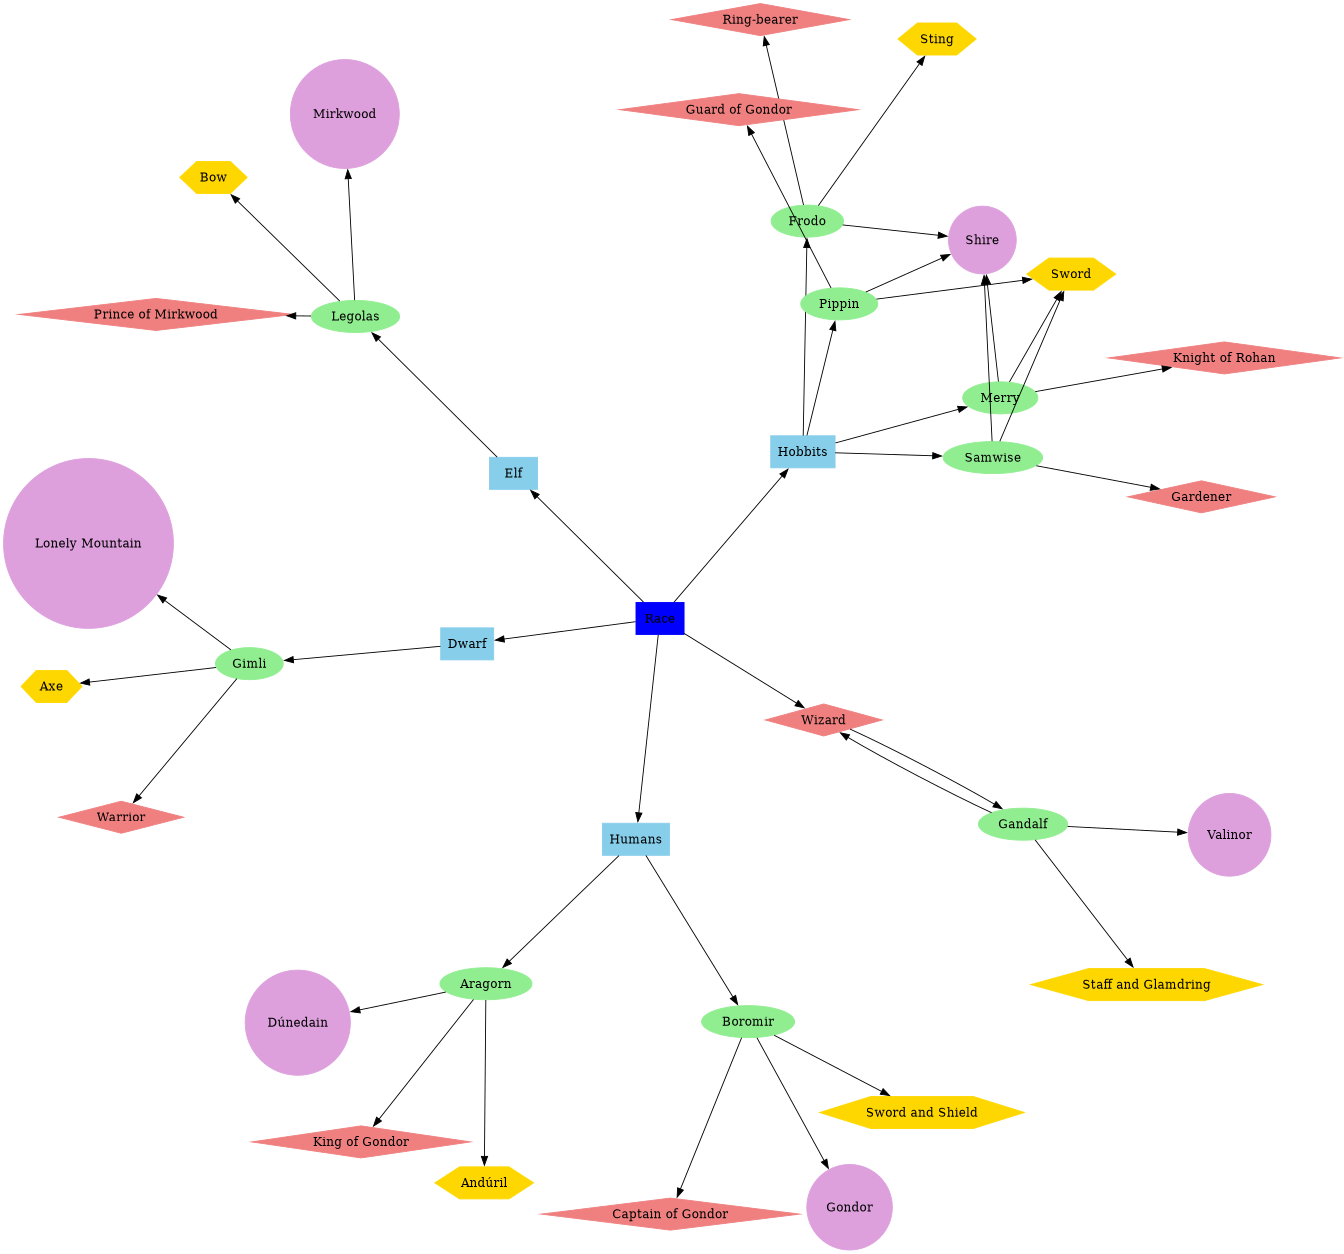 Ring-bearer
Sting
Guard of Gondor
Mirkwood
Bow
Frodo
Shire
Sword
Pippin
Prince of Mirkwood
Legolas
Knight of Rohan
Merry
Hobbits
Samwise
Elf
Gardener
Lonely Mountain
Race
Dwarf
Gimli
Axe
Wizard
Warrior
Gandalf
Valinor
Humans
Aragorn
Staff and Glamdring
Dúnedain
Boromir
Sword and Shield
King of Gondor
Andúril
Gondor
Captain of Gondor